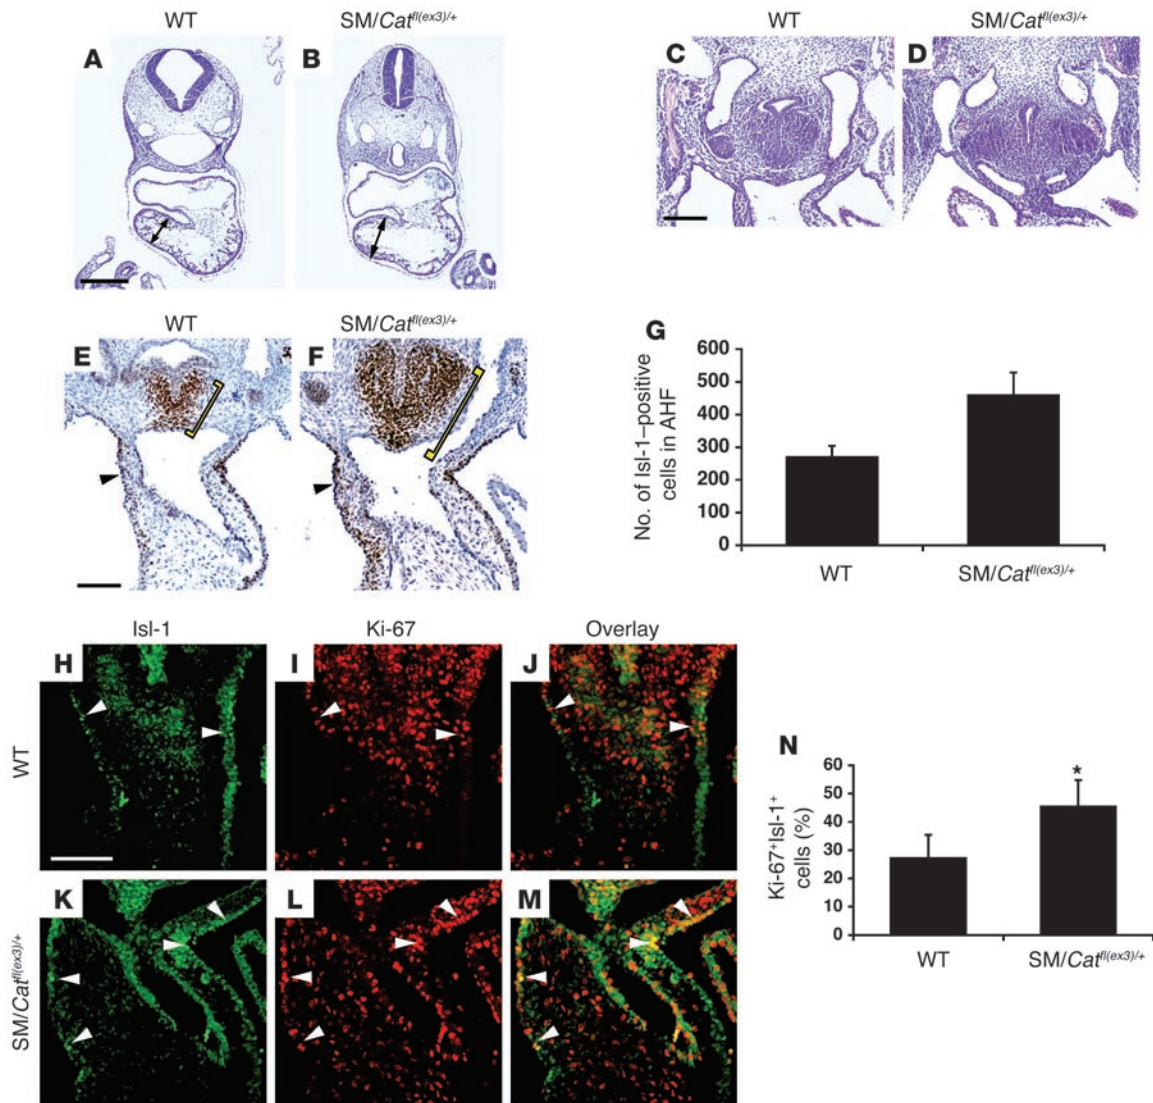 WT
SM/Cat^fl(ex3)/+
WT
SM/Cat^fl(ex3)/+
A
B
C
D
WT
SM/Cat^fl(ex3)/+
E
F
G
No. of Isl-1–positive
cells in AHF
600
500
400
300
200
100
0
WT
SM/Cat^fl(ex3)/+
Isl-1
Ki-67
Overlay
WT
H
I
J
SM/Cat^fl(ex3)/+
K
L
M
N
Ki-67+Isl-1+
cells (%)
60
50
40
30
20
10
0
*
WT
SM/Cat^fl(ex3)/+